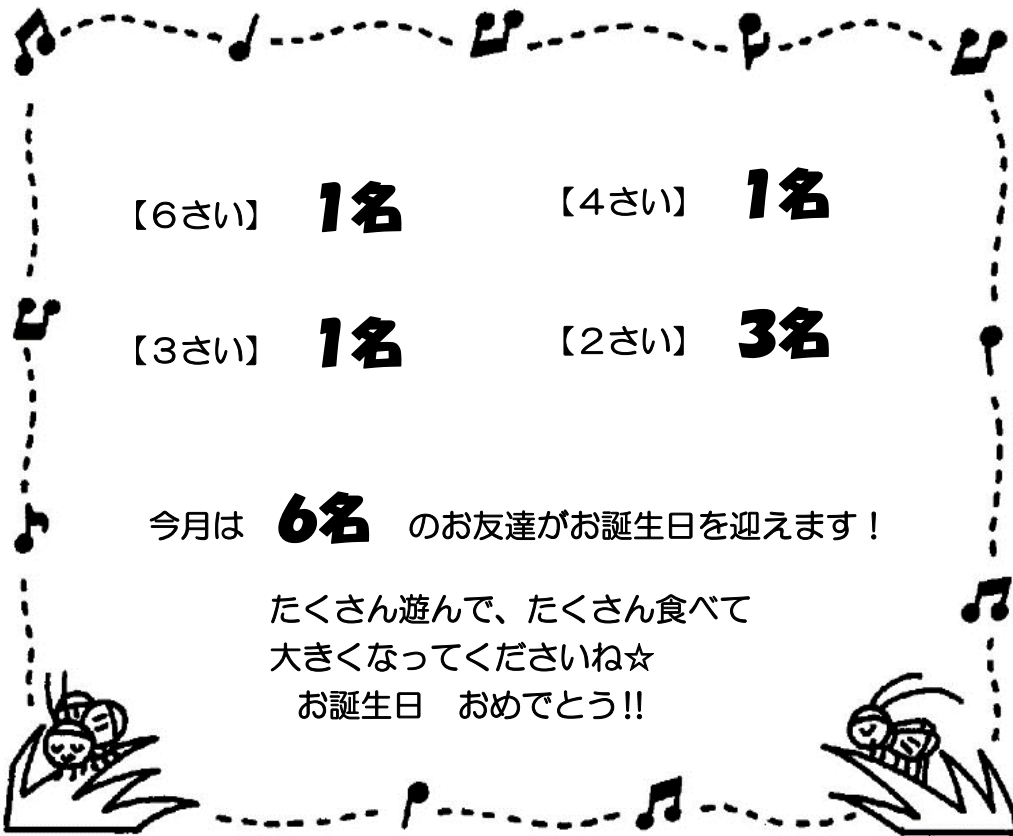 【６さい】　1名　【４さい】　1名
【３さい】　1名　【２さい】　3名
今月は　6名　のお友達がお誕生日を迎えます！
たくさん遊んで、たくさん食べて
大きくなってくださいね☆
お誕生日　おめでとう!!